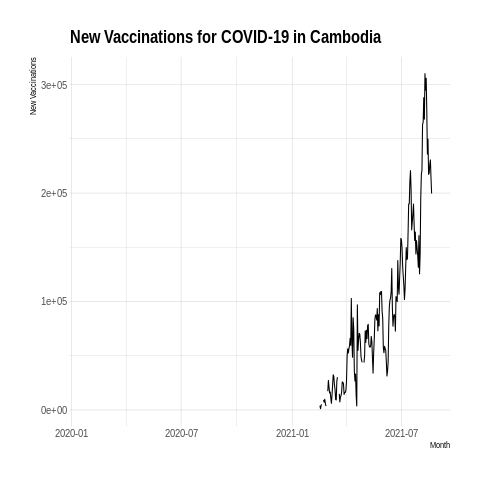 New Vaccinations for COVID-19 in Cambodia
New Vaccinations
3e+05
2e+05
1e+05
0e+00
2020-01 2020-07 2021-01 2021-07
Month